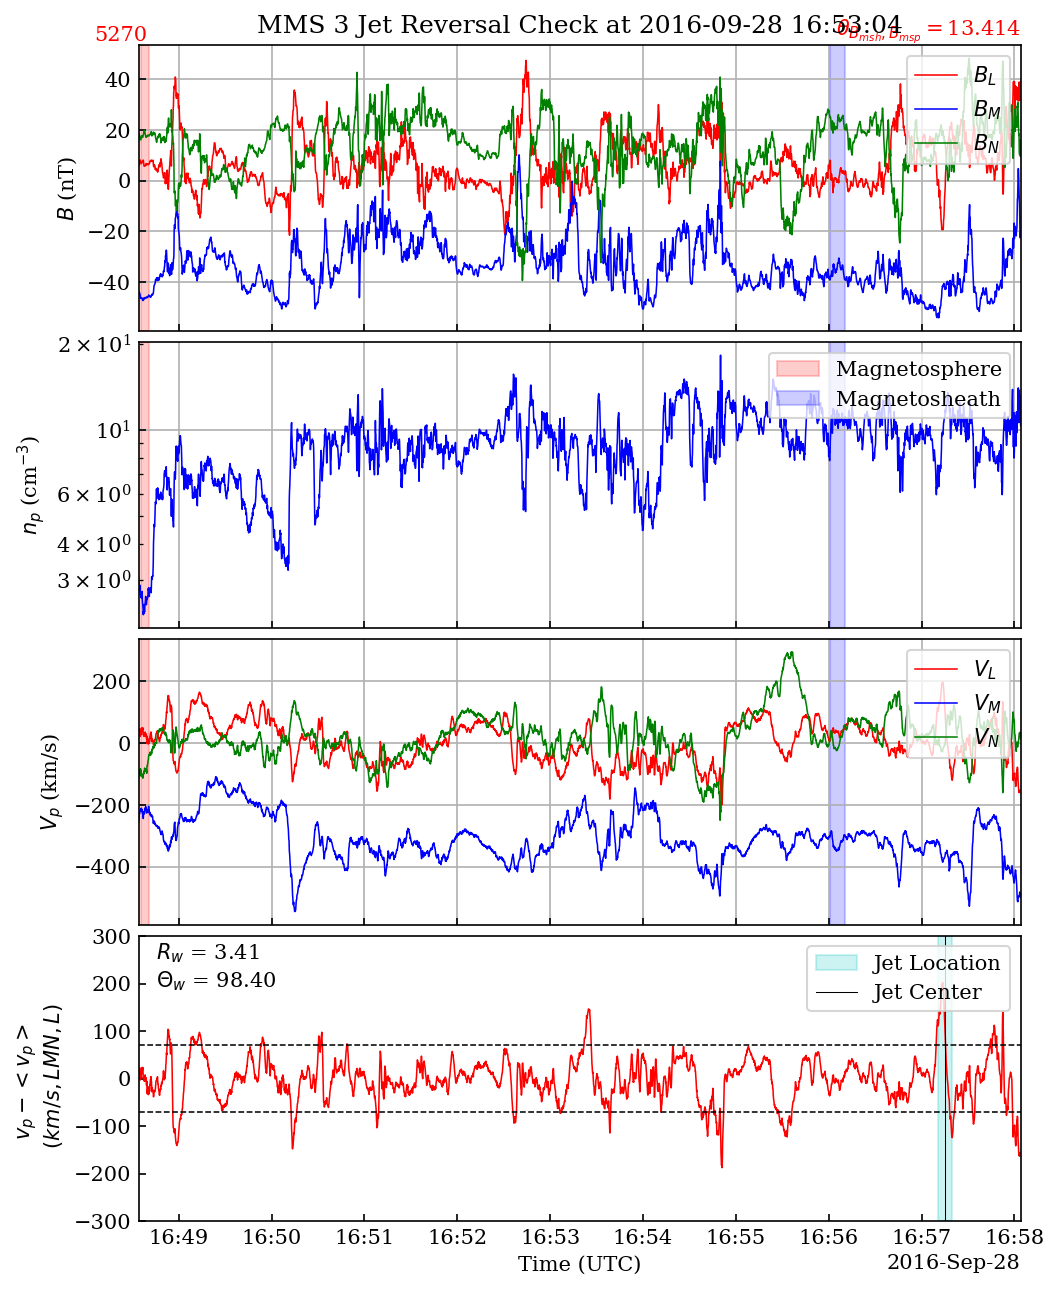 MMS 3 Jet Reversal Check at 2016-09-28 16:53:04
5270
θ_{B_{msh}, B_{msp}} = 13.414
40
20
0
−20
−40
B (nT)
B_L
B_M
B_N
2 × 10^1
10^1
6 × 10^0
4 × 10^0
3 × 10^0
n_p (cm^{-3})
Magnetosphere
Magnetosheath
200
0
−200
−400
V_p (km/s)
V_L
V_M
V_N
300
200
100
0
−100
−200
−300
v_p − < v_p >
(km/s, LMN, L)
R_w = 3.41
Θ_w = 98.40
Jet Location
Jet Center
16:49 16:50 16:51 16:52 16:53 16:54 16:55 16:56 16:57 16:58
Time (UTC)
2016-Sep-28